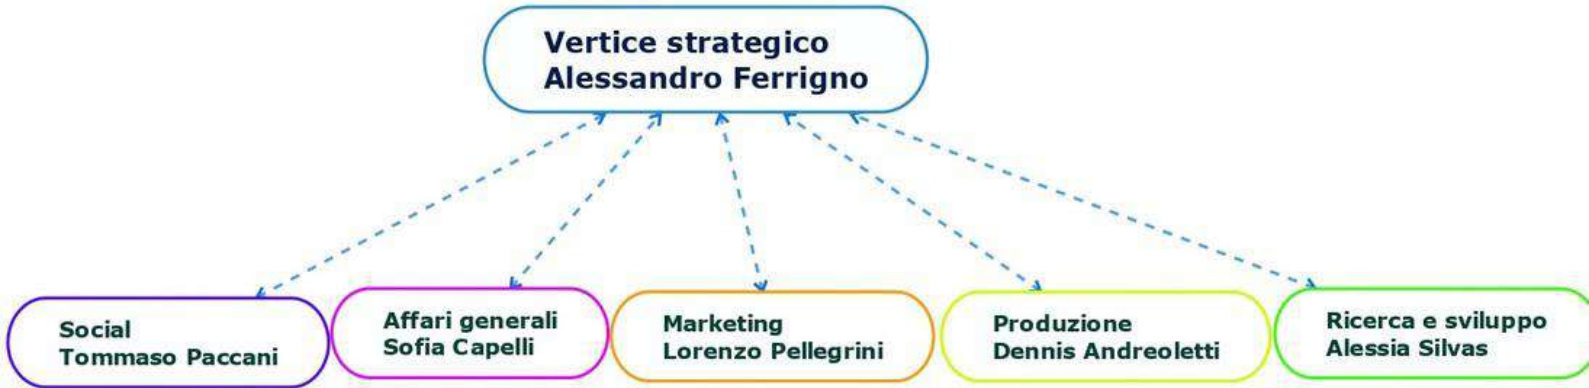 Vertice strategico
Alessandro Ferrigno
Social
Tommaso Paccani
Affari generali
Sofia Capelli
Marketing
Lorenzo Pellegrini
Produzione
Dennis Andreoletti
Ricerca e sviluppo
Alessia Silvas